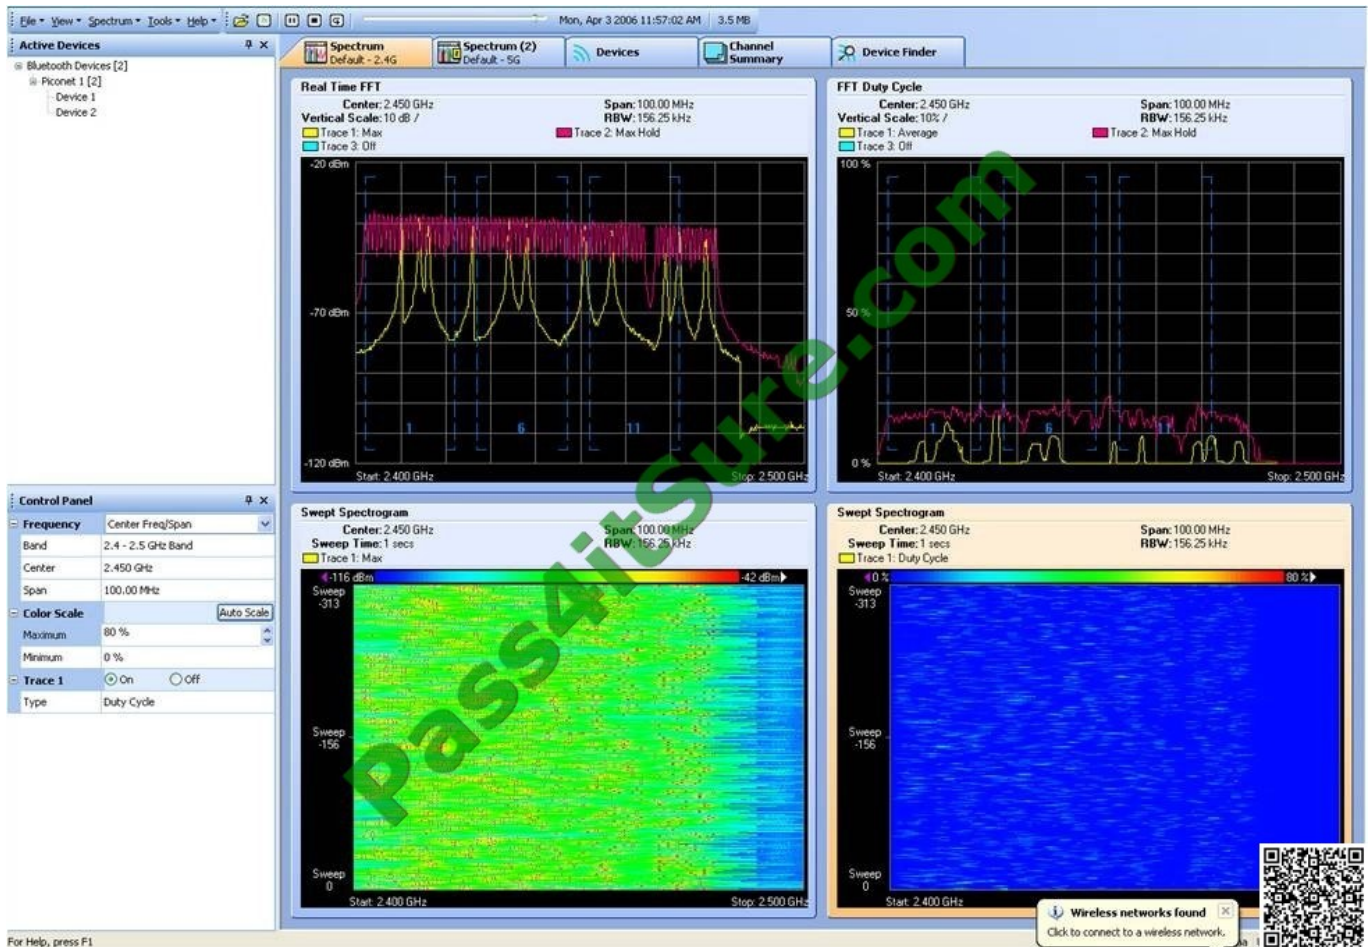 File View Spectrum Tools Help Mon, Apr 3 2006 11:57:02 AM 3.5 MB
Active Devices
Bluetooth Devices [2]
Piconet 1 [2]
Device 1
Device 2
Spectrum
Default - 2.4G
Spectrum (2)
Default - 5G
Devices
Channel
Summary
Device Finder
Real Time FFT
Center: 2.450 GHz Span: 100.00 MHz
Vertical Scale: 10 dB / RBW: 156.25 kHz
Trace 1: Max Trace 2: Max Hold
Trace 3: Off
-20 dBm
-70 dBm
1 6 11
-120 dBm
Start: 2.400 GHz Stop: 2.500 GHz
FFT Duty Cycle
Center: 2.450 GHz Span: 100.00 MHz
Vertical Scale: 10% / RBW: 156.25 kHz
Trace 1: Average Trace 2: Max Hold
Trace 3: Off
100 %
50 %
1 6 11
0 %
Start: 2.400 GHz Stop: 2.500 GHz
Control Panel
Frequency Center Freq/Span
Band 2.4 - 2.5 GHz Band
Center 2.450 GHz
Span 100.00 MHz
Color Scale Auto Scale
Maximum 80 %
Minimum 0 %
Trace 1 On Off
Type Duty Cycle
Swept Spectrogram
Center: 2.450 GHz Span: 100.00 MHz
Sweep Time: 1 secs RBW: 156.25 kHz
Trace 1: Max
-116 dBm -42 dBm
Sweep
-313
Sweep
-156
Sweep
0
Start: 2.400 GHz Stop: 2.500 GHz
Swept Spectrogram
Center: 2.450 GHz Span: 100.00 MHz
Sweep Time: 1 secs RBW: 156.25 kHz
Trace 1: Duty Cycle
0 % 80 %
Sweep
-313
Sweep
-156
Sweep
0
Start: 2.400 GHz
Wireless networks found
Click to connect to a wireless network.
For Help, press F1
Pass4itSure.com